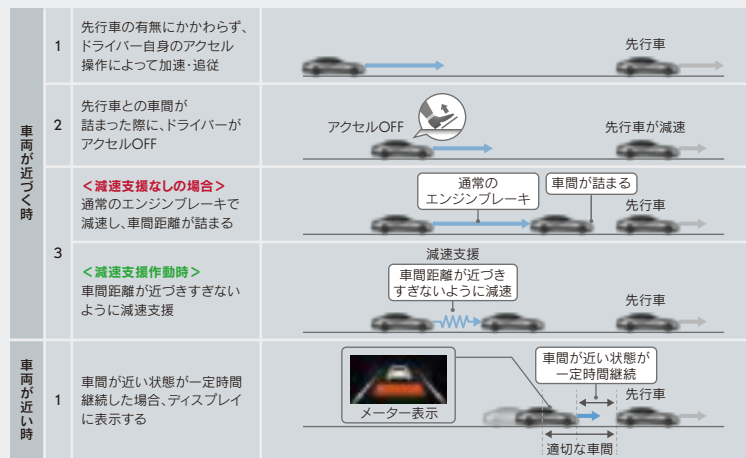 車両が近づく時
1
先行車の有無にかかわらず、
ドライバー自身のアクセル
操作によって加速・追従
先行車
2
先行車との車間が
詰まった際に、ドライバーが
アクセルOFF
アクセルOFF
先行車が減速
3
＜減速支援なしの場合＞
通常のエンジンブレーキで
減速し、車間距離が詰まる
通常の
エンジンブレーキ
車間が詰まる
先行車
＜減速支援作動時＞
車間距離が近づきすぎない
ように減速支援
減速支援
車間距離が近づき
すぎないように減速
先行車
車両が近い時
1
車間が近い状態が一定時間
継続した場合、ディスプレイ
に表示する
メーター表示
車間が近い状態が
一定時間継続
先行車
適切な車間